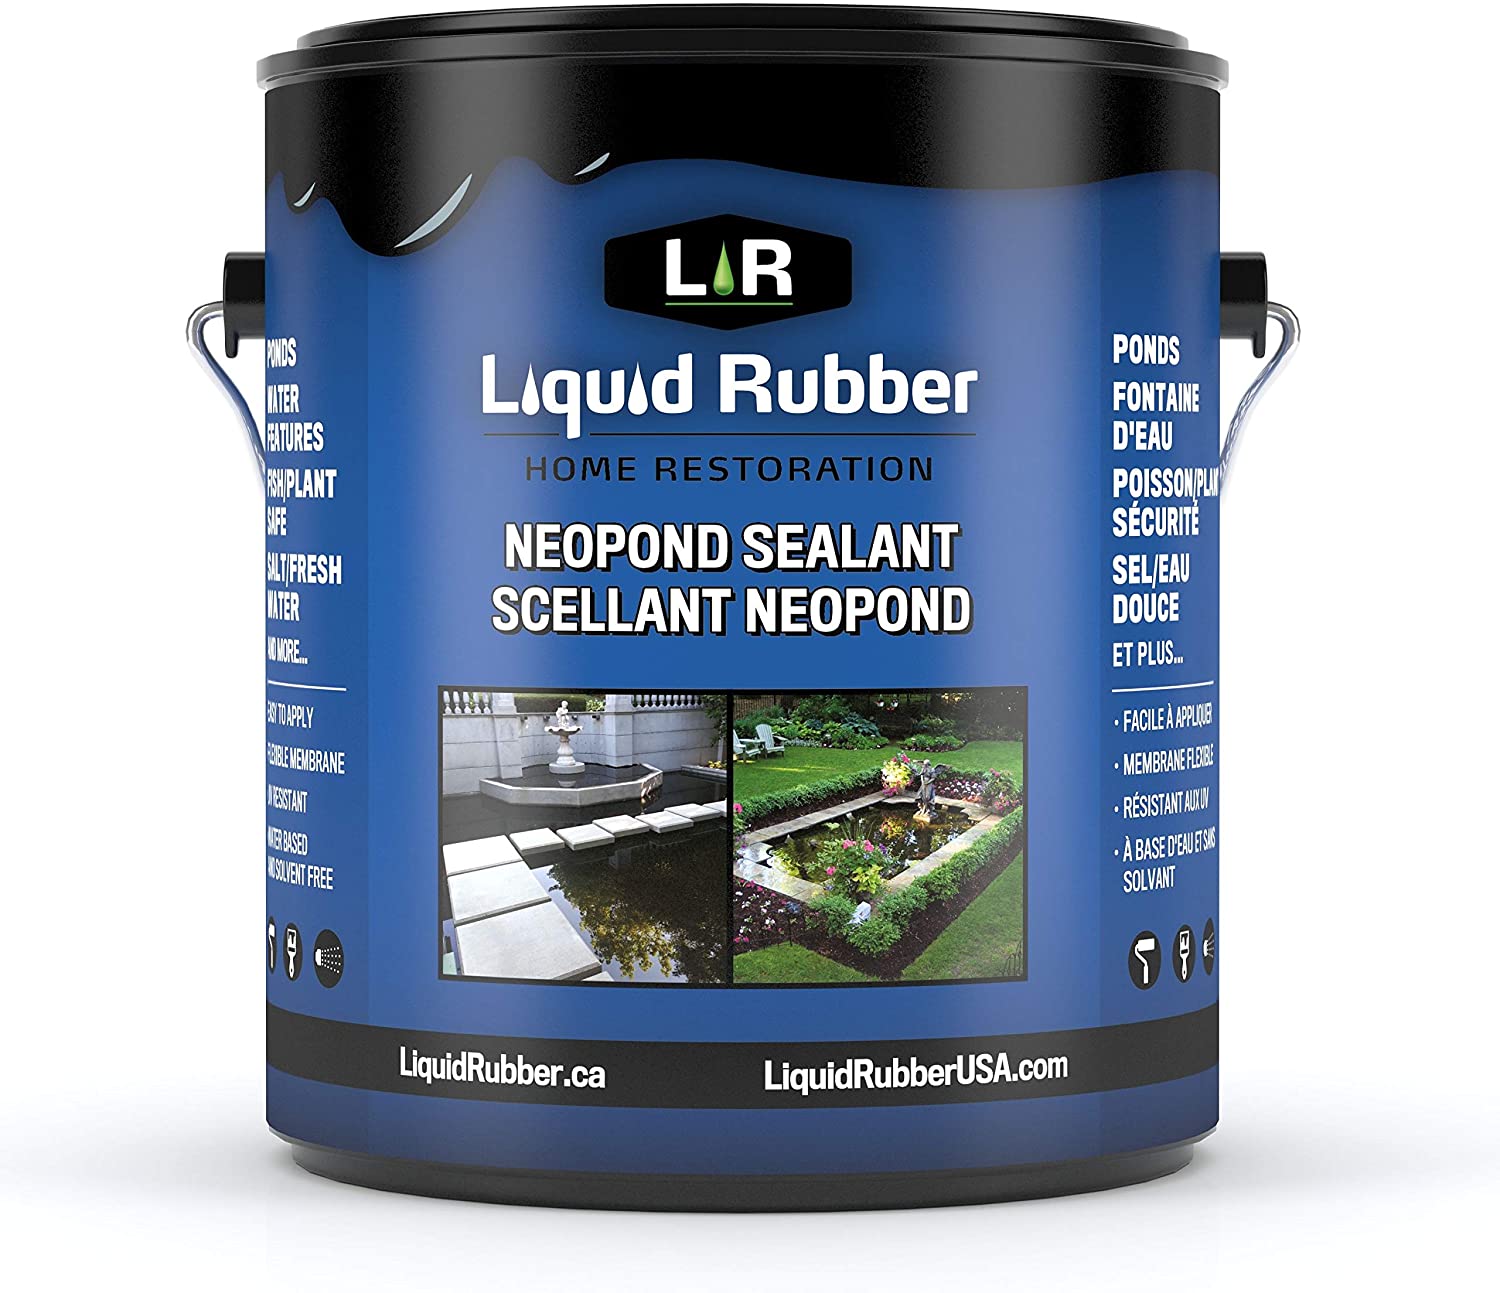 L R
Liquid Rubber
HOME RESTORATION
NEOPOND SEALANT
SCELLANT NEOPOND
PONDS
WATER
FEATURES
FISH/PLANT
SAFE
SALT/FRESH
WATER
AND MORE...
EASY TO APPLY
FLEXIBLE MEMBRANE
UV RESISTANT
WATER BASED
AND SOLVENT FREE
PONDS
FONTAINE
D'EAU
POISSON/PLAN
SÉCURITÉ
SEL/EAU
DOUCE
ET PLUS...
• FACILE À APPLIQUER
• MEMBRANE FLEXIBLE
• RÉSISTANT AUX UV
• À BASE D'EAU ET SANS
SOLVANT
LiquidRubber.ca
LiquidRubberUSA.com